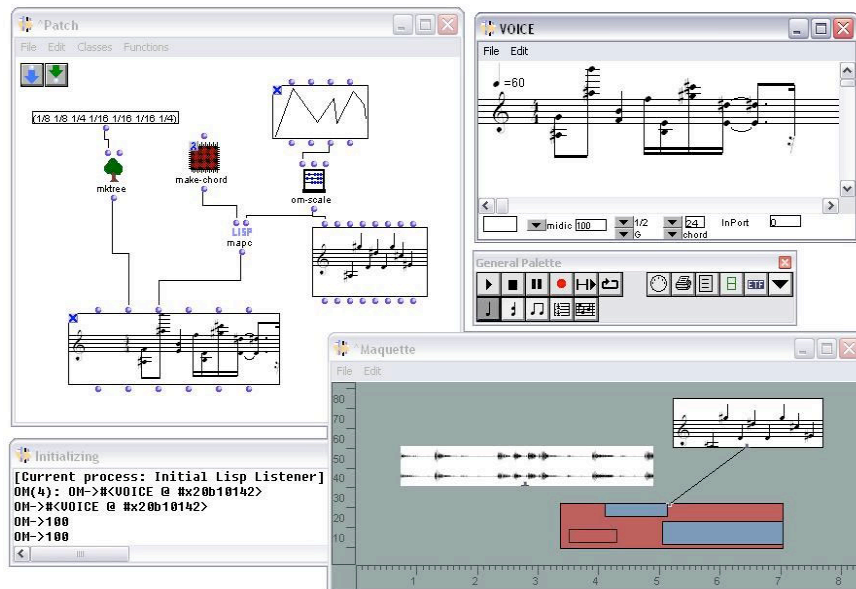 ^Patch
File Edit Classes Functions
(1/8 1/8 1/4 1/16 1/16 1/16 1/4)
mktree
make-chord
om-scale
LISP
mapc
VOICE
File Edit
=60
midic 100
1/2
24
InPort
0
G
chord
General Palette
ETF
^Maquette
File Edit
80
70
60
50
40
30
20
10
1 2 3 4 5 6 7 8
Initializing
[Current process: Initial Lisp Listener]
OM(4): OM->#<VOICE @ #x20b10142>
OM->#<VOICE @ #x20b10142>
OM->100
OM->100